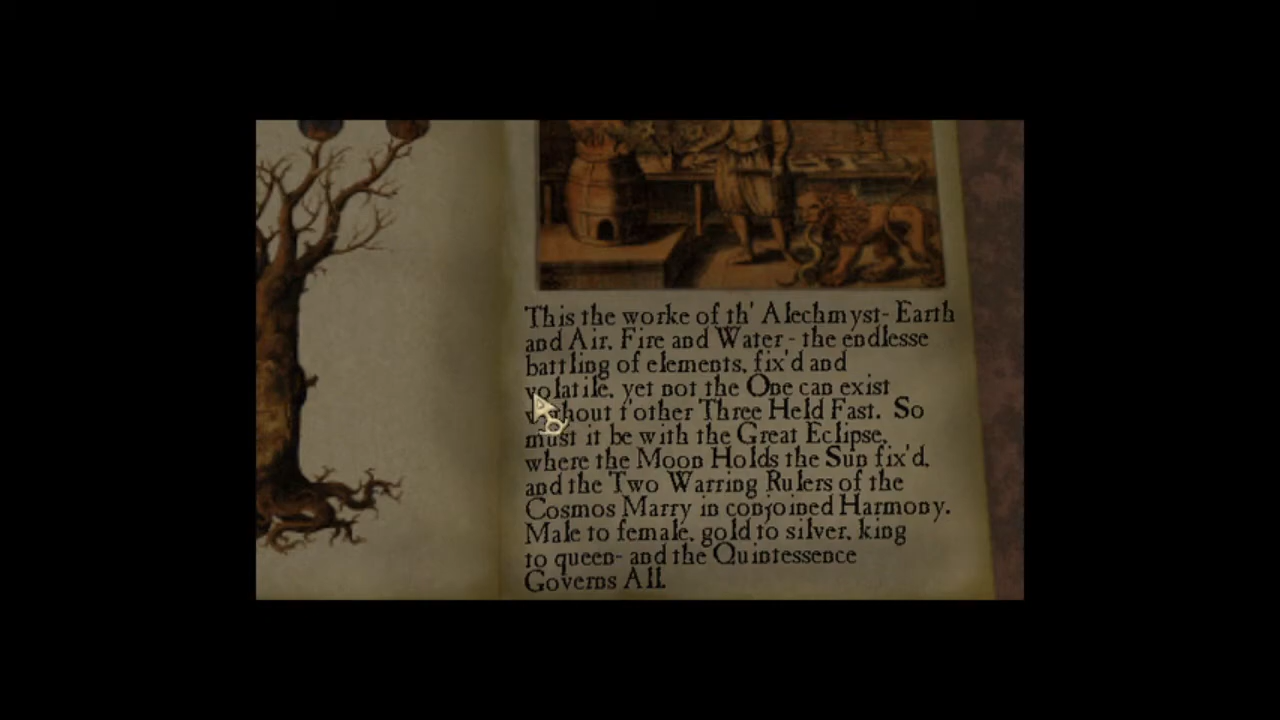 This the worke of th' Alechmyst- Earth
and Air, Fire and Water - the endlesse
battling of elements, fix'd and
volatile, yet not the One can exist
without t'other Three Held Fast. So
must it be with the Great Eclipse,
where the Moon Holds the Sun fix'd,
and the Two Warring Rulers of the
Cosmos Marry in conjoined Harmony.
Male to female, gold to silver, king
to queen- and the Quintessence
Governs All.